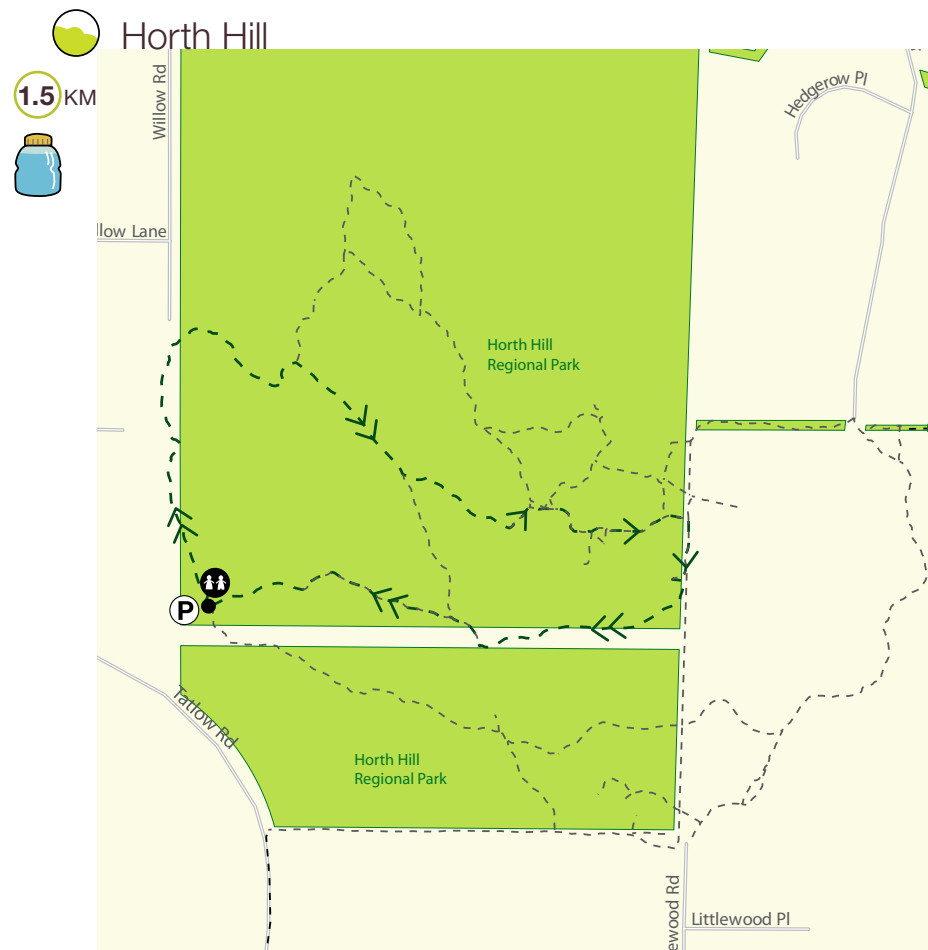 Horth Hill
1.5 KM
Willow Rd
Hedgerow Pl
llow Lane
Horth Hill
Regional Park
P
Tatlow Rd
Horth Hill
Regional Park
ewood Rd
Littlewood Pl